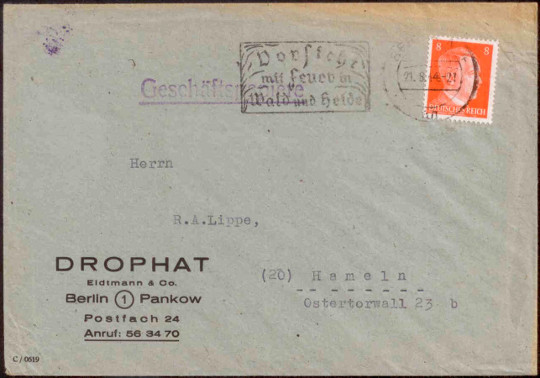 8 8
Vorsicht
mit Feuer in
Wald und Heide
Geschäftspapiere
DEUTSCHES REICH
Herrn
R.A.Lippe,
(20) Hameln
Ostertorwall 23 b
DROPHAT
Eidtmann & Co.
Berlin 1 Pankow
Postfach 24
Anruf: 56 34 70
C/0619